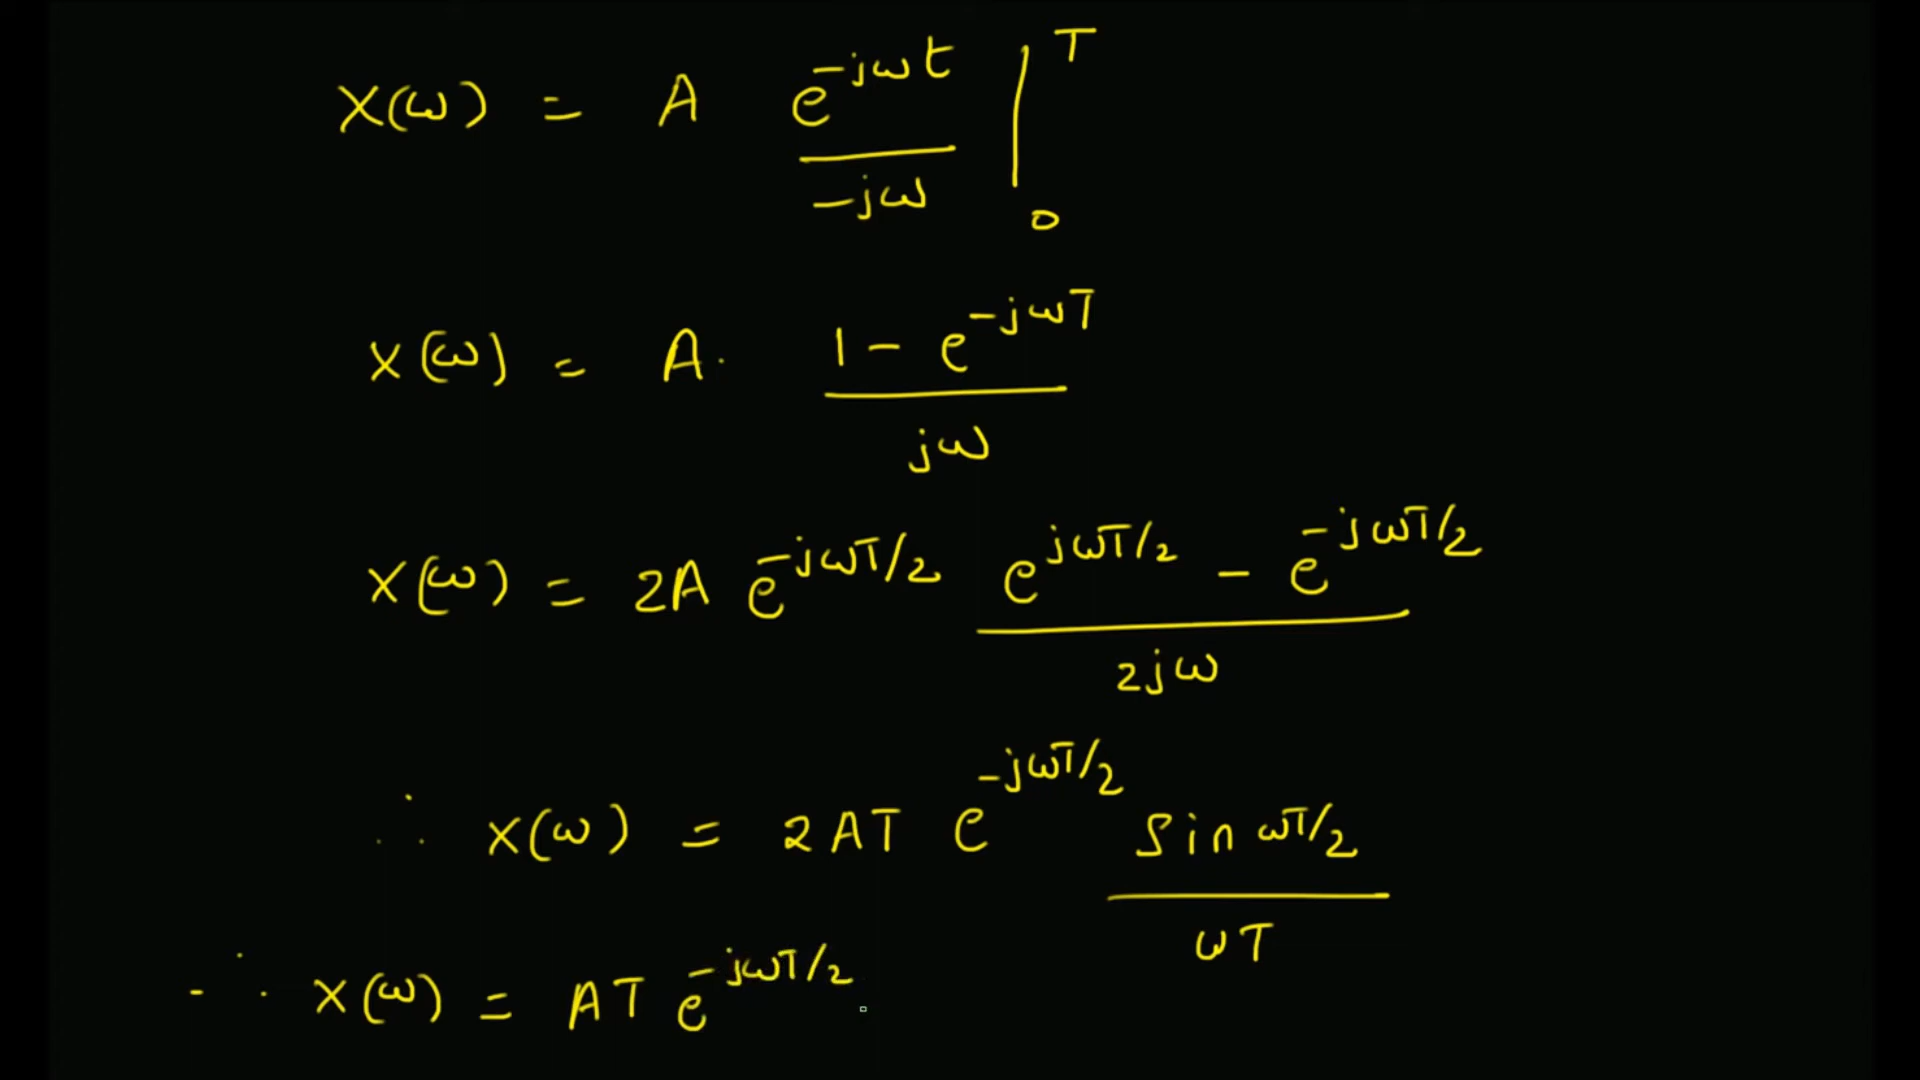 X(ω) = A e^{-jωt} / -jω |_0^T
X(ω) = A. (1 - e^{-jωT}) / jω
X(ω) = 2A e^{-jωT/2} (e^{jωT/2} - e^{-jωT/2}) / 2jω
∴ X(ω) = 2AT e^{-jωT/2} sin ωT/2 / ωT
∴ X(ω) = AT e^{-jωT/2}